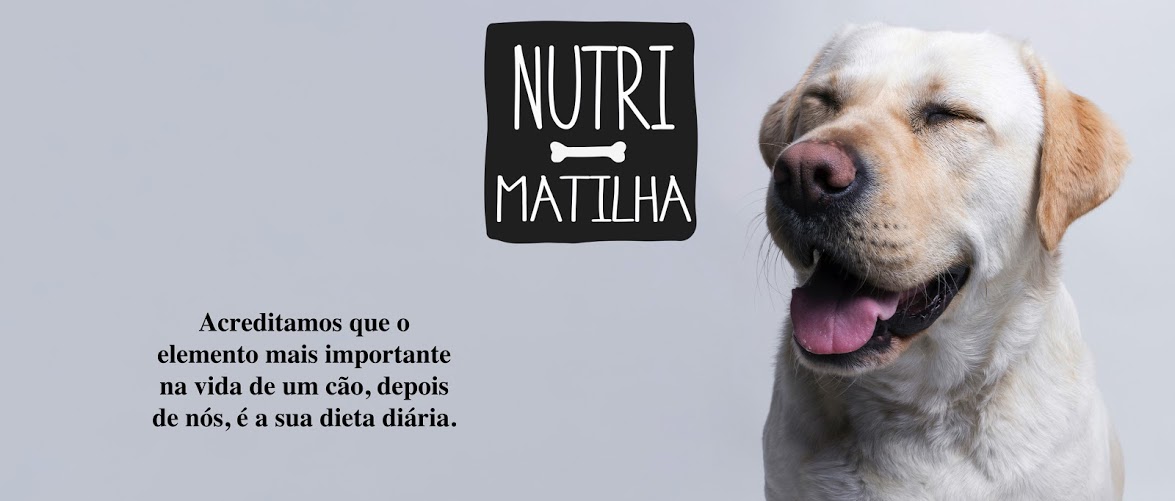 NUTRI
MATILHA
Acreditamos que o
elemento mais importante
na vida de um cão, depois
de nós, é a sua dieta diária.